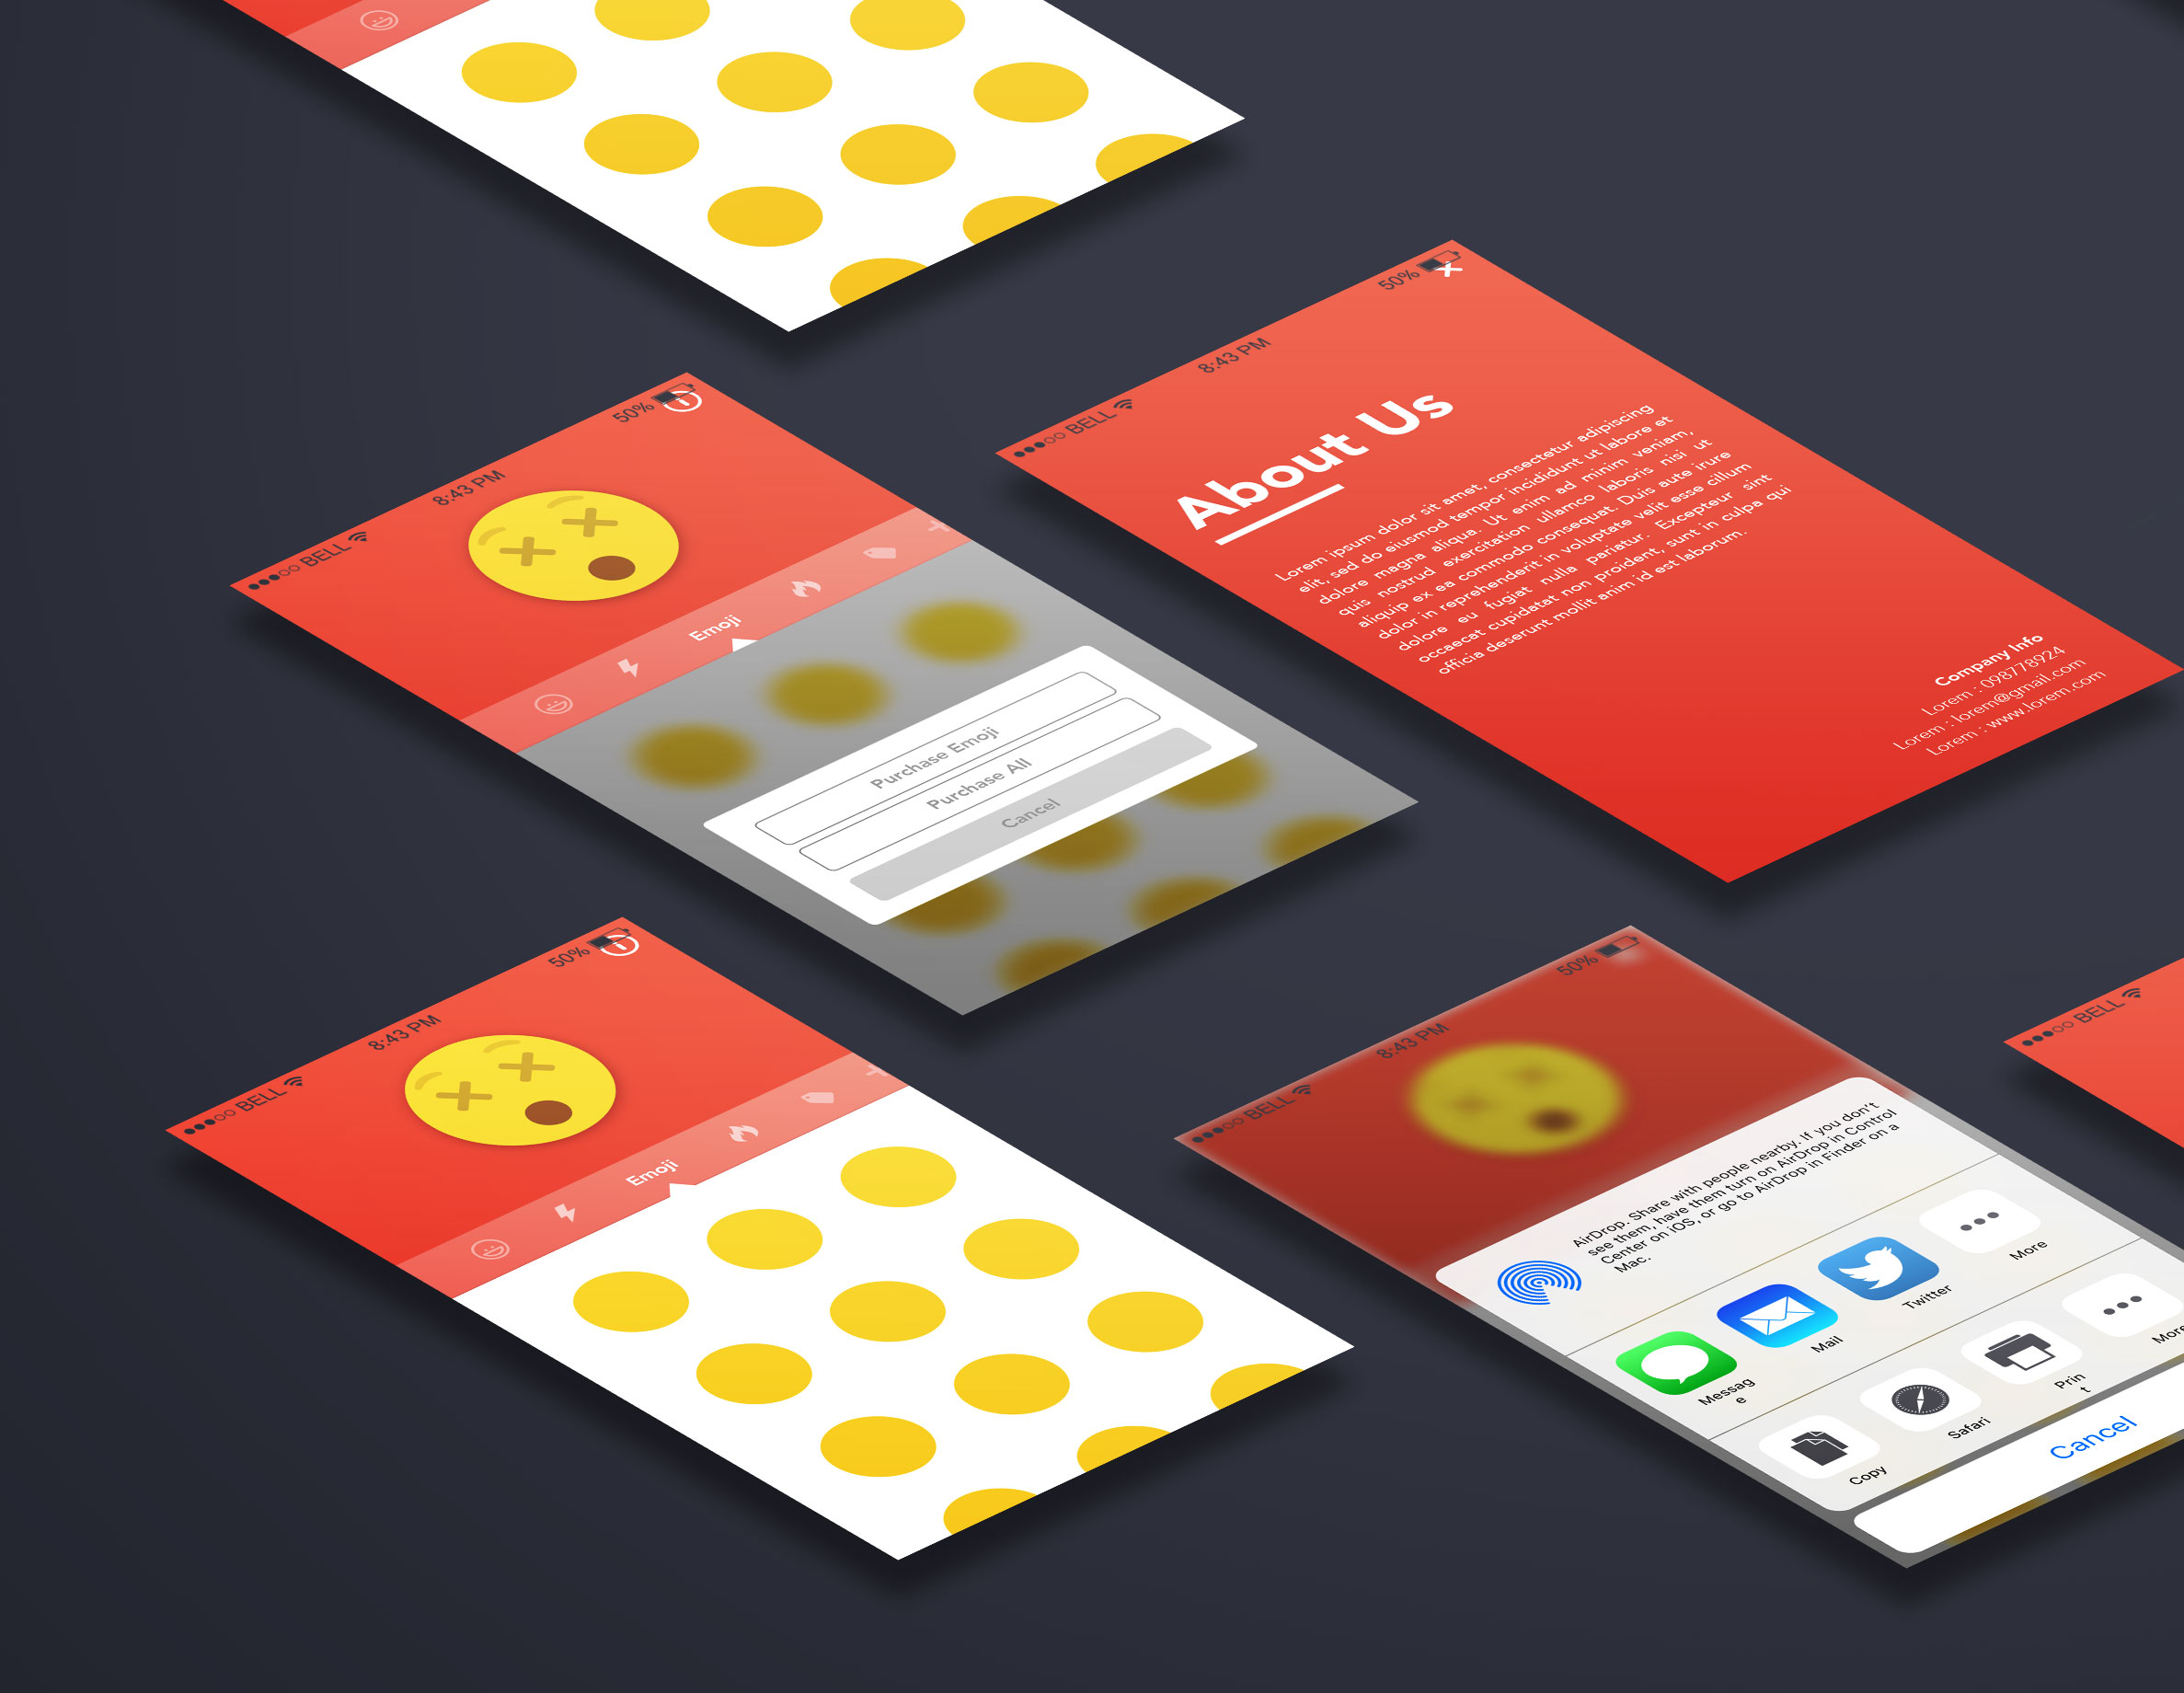 BELL
8:43 PM
50%
Emoji
Purchase Emoji
Purchase All
Cancel
BELL
8:43 PM
50%
About Us
Lorem ipsum dolor sit amet, consectetur adipiscing
elit, sed do eiusmod tempor incididunt ut labore et
dolore magna aliqua. Ut enim ad minim veniam,
quis nostrud exercitation ullamco laboris nisi ut
aliquip ex ea commodo consequat. Duis aute irure
dolor in reprehenderit in voluptate velit esse cillum
dolore eu fugiat nulla pariatur. Excepteur sint
occaecat cupidatat non proident, sunt in culpa qui
officia deserunt mollit anim id est laborum.
Company Info
Lorem : 098778924
Lorem : lorem@gmail.com
Lorem : www.lorem.com
BELL
8:43 PM
50%
Emoji
BELL
8:43 PM
50%
AirDrop. Share with people nearby. If you don't
see them, have them turn on AirDrop in Control
Center on iOS, or go to AirDrop in Finder on a
Mac.
Messag
e
Mail
Twitter
More
Copy
Safari
Prin
t
More
Cancel
BELL